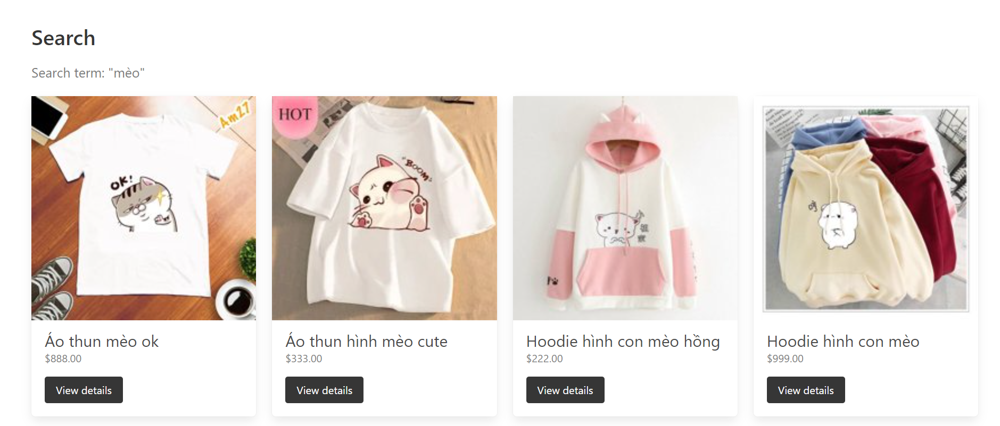 Search
Search term: "mèo"
Am27
OK!
HOT
"BOOM"
Áo thun mèo ok
$888.00
View details
Áo thun hình mèo cute
$333.00
View details
Hoodie hình con mèo hồng
$222.00
View details
Hoodie hình con mèo
$999.00
View details